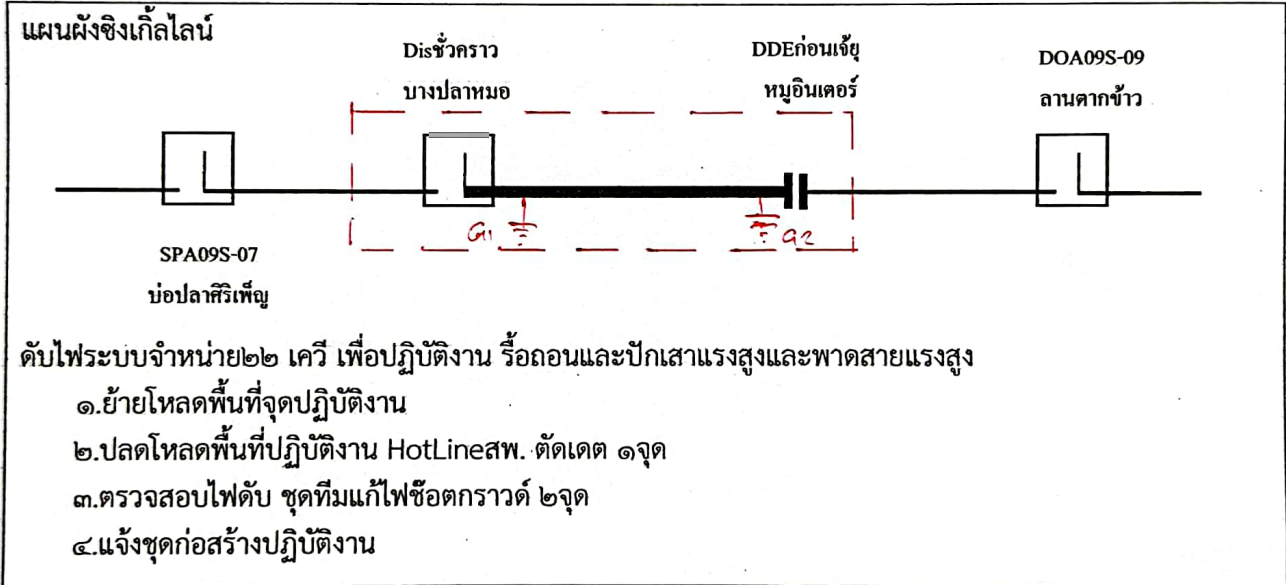 แผนผังซิงเกิ้ลไลน์
Disชั่วคราว
บางปลาหมอ
DDEก่อนเจ้ยุ
หมูอินเตอร์
DOA09S-09
ลานตากข้าว
G1
G2
SPA09S-07
บ่อปลาศิริเพ็ญ
ดับไฟระบบจำหน่าย๒๒ เควี เพื่อปฏิบัติงาน รื้อถอนและปักเสาแรงสูงและพาดสายแรงสูง
๑.ย้ายโหลดพื้นที่จุดปฏิบัติงาน
๒.ปลดโหลดพื้นที่ปฏิบัติงาน HotLineสพ. ตัดเดต ๑จุด
๓.ตรวจสอบไฟดับ ชุดทีมแก้ไฟช๊อตกราวด์ ๒จุด
๔.แจ้งชุดก่อสร้างปฏิบัติงาน